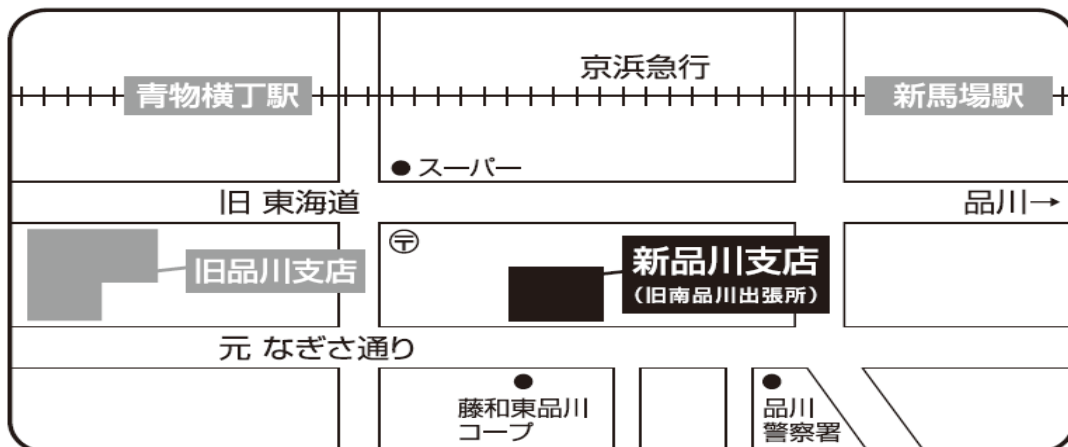 京浜急行
青物横丁駅
新馬場駅
スーパー
旧 東海道
品川→
〒
旧品川支店
新品川支店
(旧南品川出張所)
元 なぎさ通り
藤和東品川
コープ
品川
警察署